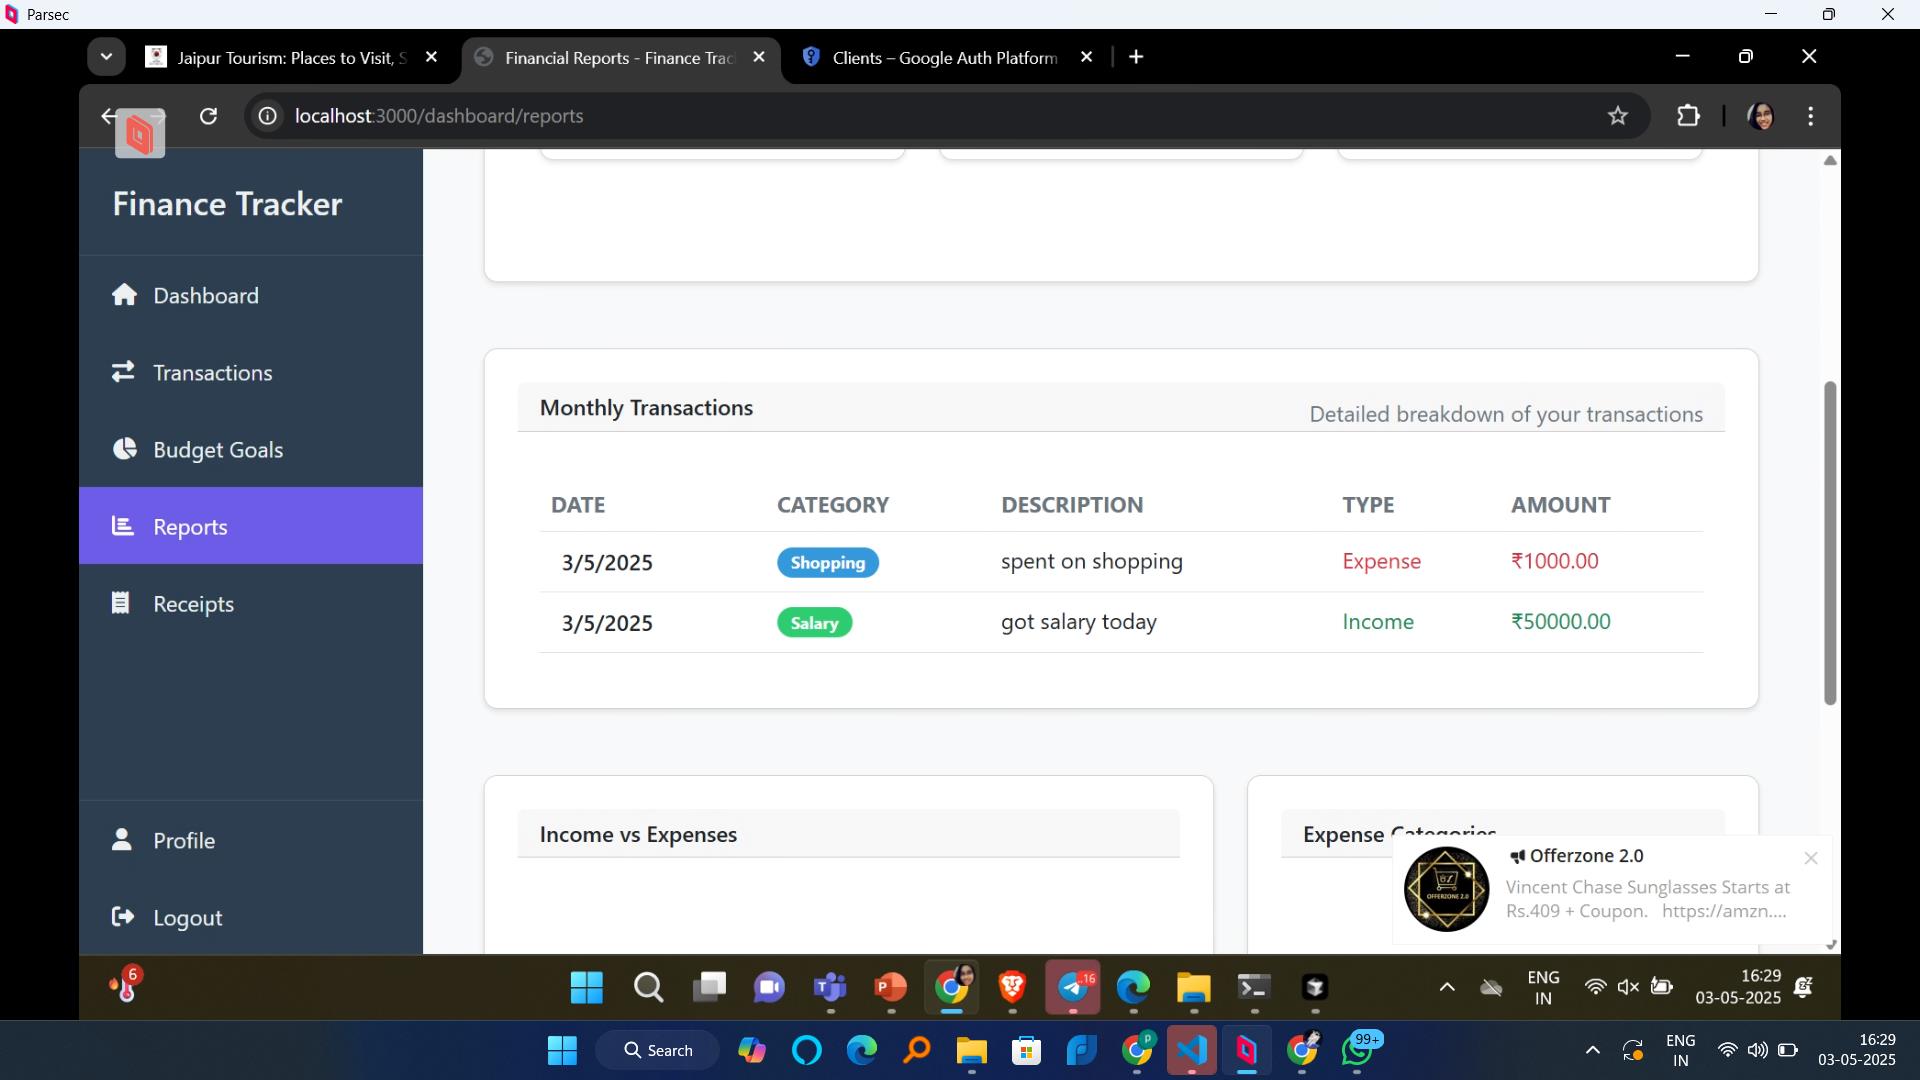 Parsec
Jaipur Tourism: Places to Visit, S
Financial Reports - Finance Trac
Clients – Google Auth Platform
localhost:3000/dashboard/reports
Finance Tracker
Dashboard
Transactions
Budget Goals
Reports
Receipts
Profile
Logout
Monthly Transactions
Detailed breakdown of your transactions
DATE CATEGORY DESCRIPTION TYPE AMOUNT
3/5/2025 Shopping spent on shopping Expense ₹1000.00
3/5/2025 Salary got salary today Income ₹50000.00
Income vs Expenses
Expense Categories
Offerzone 2.0
Vincent Chase Sunglasses Starts at
Rs.409 + Coupon. https://amzn....
OFFERZONE 2.0
6
16
ENG
IN
16:29
03-05-2025
Search
P
99+
ENG
IN
16:29
03-05-2025